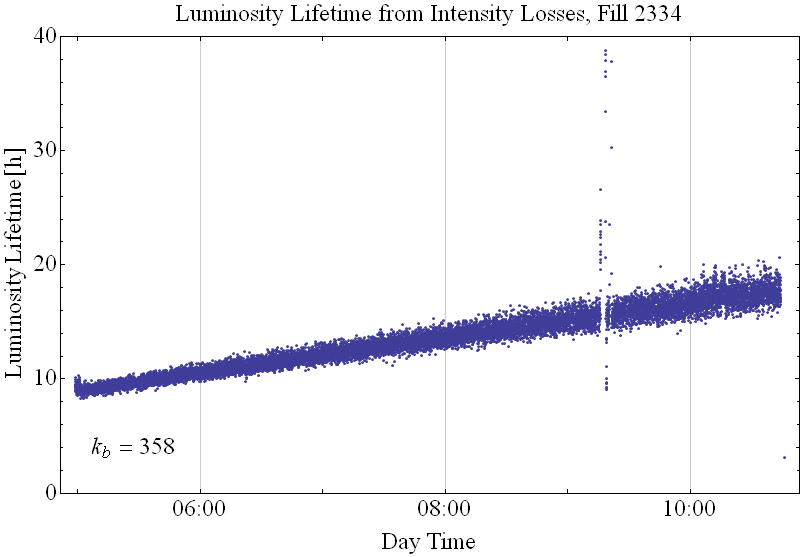 Luminosity Lifetime from Intensity Losses, Fill 2334
40
30
20
10
0
Luminosity Lifetime [h]
k_b = 358
06:00
08:00
10:00
Day Time